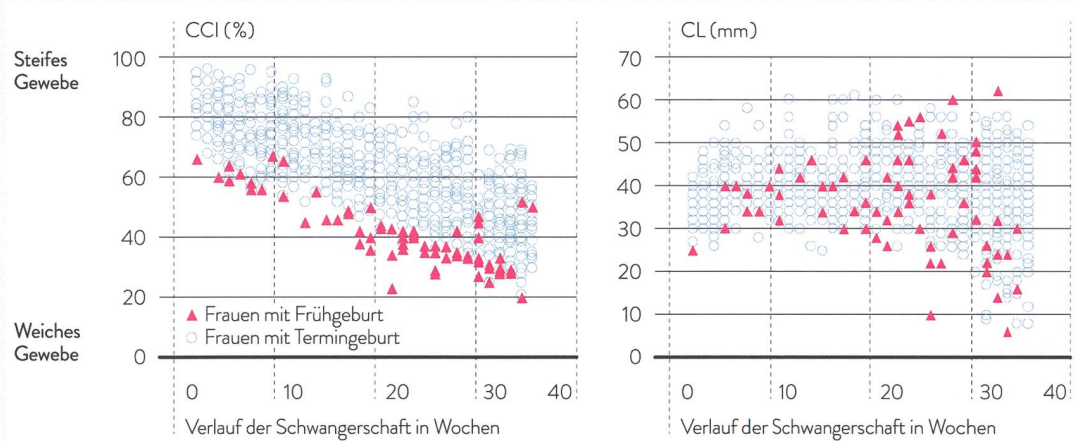 CCI (%)
Steifes
Gewebe
100
80
60
40
20
0
Weiches
Gewebe
Frauen mit Frühgeburt
Frauen mit Termingeburt
0 10 20 30 40
Verlauf der Schwangerschaft in Wochen
CL (mm)
70
60
50
40
30
20
10
0
0 10 20 30 40
Verlauf der Schwangerschaft in Wochen